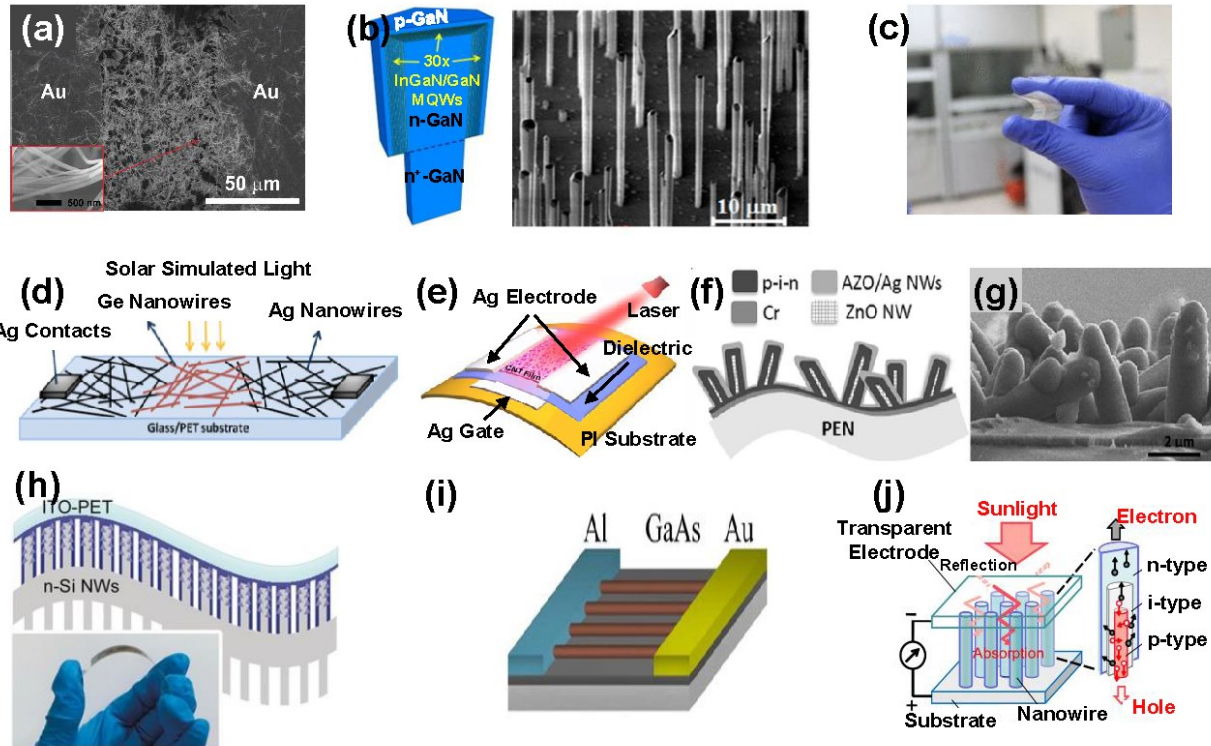 (a)
Au
Au
50 μm
500 nm
(b)
p-GaN
30x
InGaN/GaN
MQWs
n-GaN
n⁺-GaN
10 μm
(c)
(d)
Solar Simulated Light
Ge Nanowires
Ag Contacts
Ag Nanowires
Glass/PET substrate
(e)
Ag Electrode
Laser
Dielectric
CNT Film
Ag Gate
PI Substrate
(f)
p-i-n
AZO/Ag NWs
Cr
ZnO NW
PEN
(g)
2 μm
(h)
ITO-PET
n-Si NWs
(i)
Al
GaAs
Au
(j)
Sunlight
Transparent
Electrode
Reflection
Absorption
−
+
Substrate
Nanowire
Electron
n-type
i-type
p-type
Hole